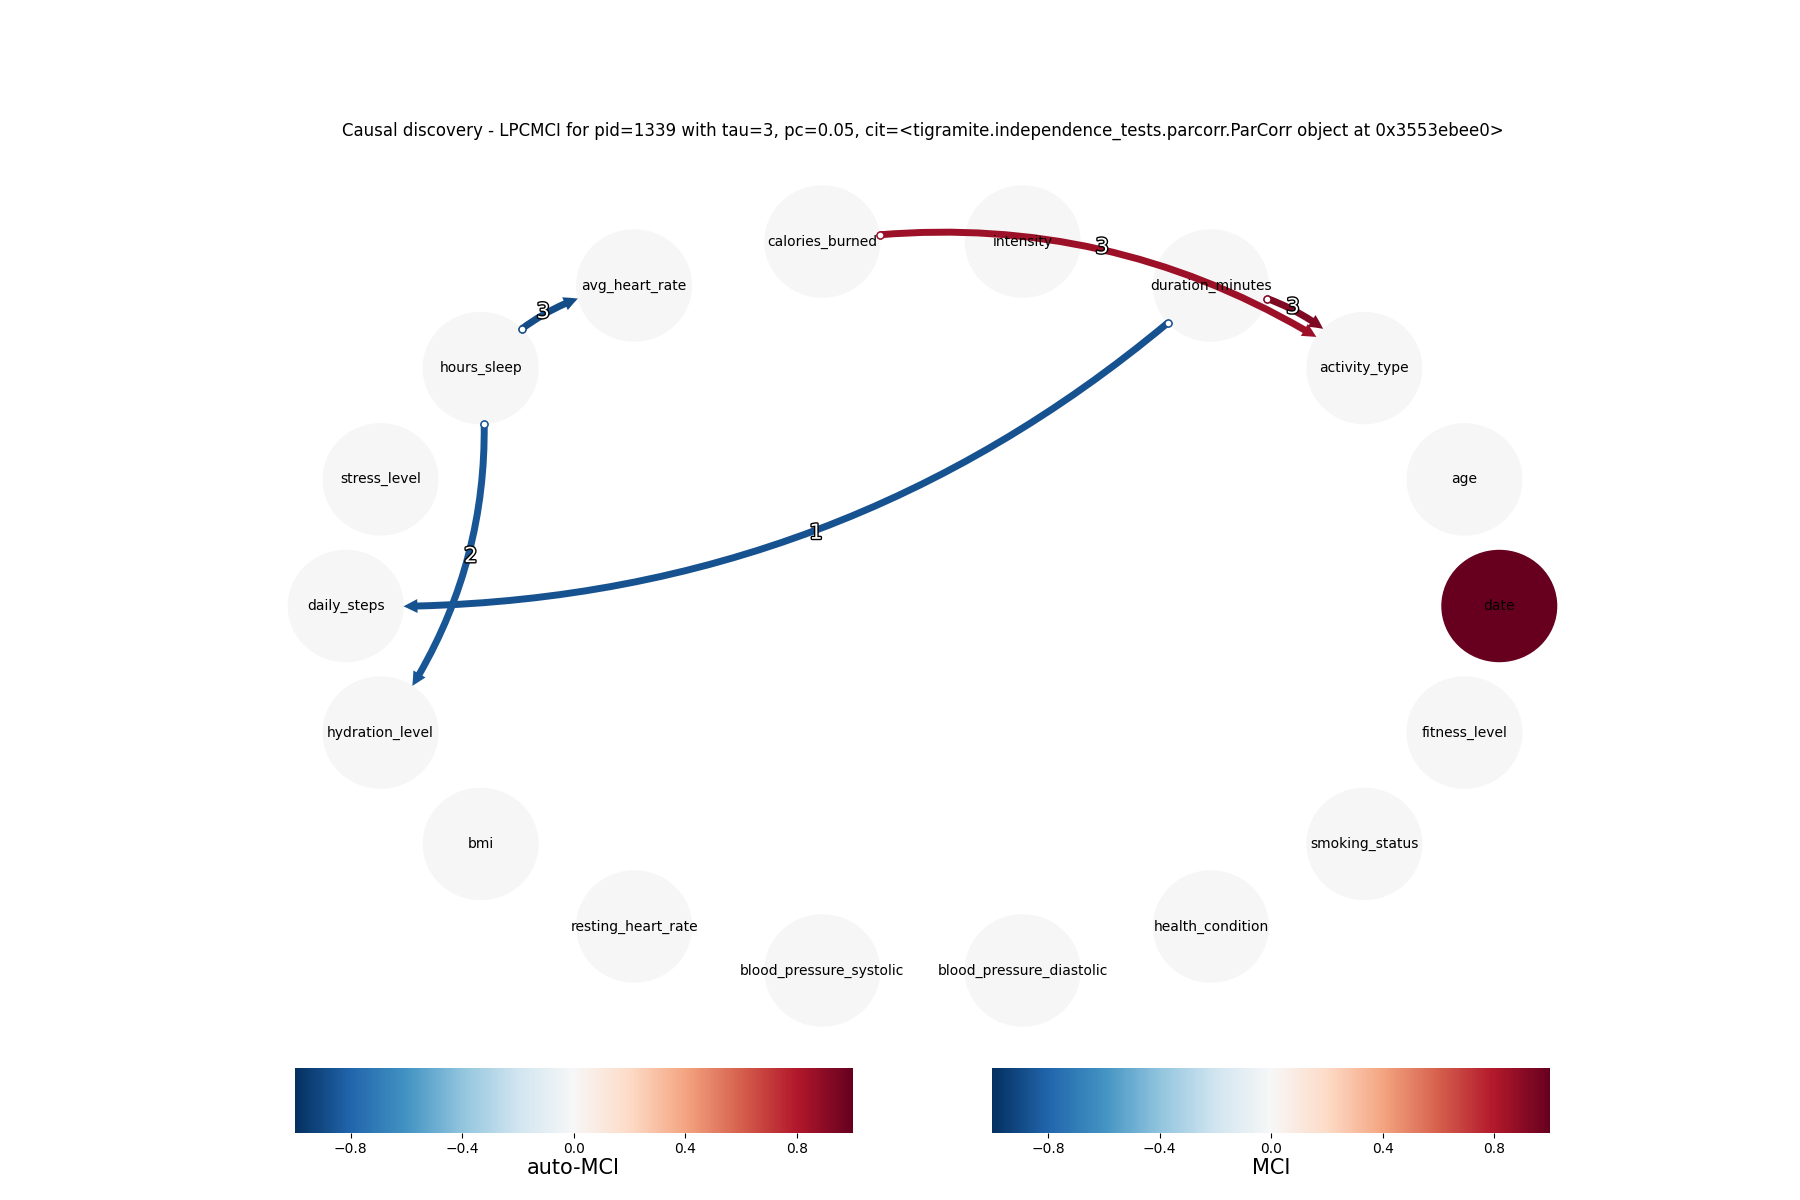 Causal discovery - LPCMCI for pid=1339 with tau=3, pc=0.05, cit=<tigramite.independence_tests.parcorr.ParCorr object at 0x3553ebee0>
calories_burned
intensity
3
avg_heart_rate
duration_minutes
3
3
hours_sleep
activity_type
stress_level
age
1
2
daily_steps
date
hydration_level
fitness_level
bmi
smoking_status
resting_heart_rate
health_condition
blood_pressure_systolic
blood_pressure_diastolic
−0.8 −0.4 0.0 0.4 0.8
auto-MCI
−0.8 −0.4 0.0 0.4 0.8
MCI